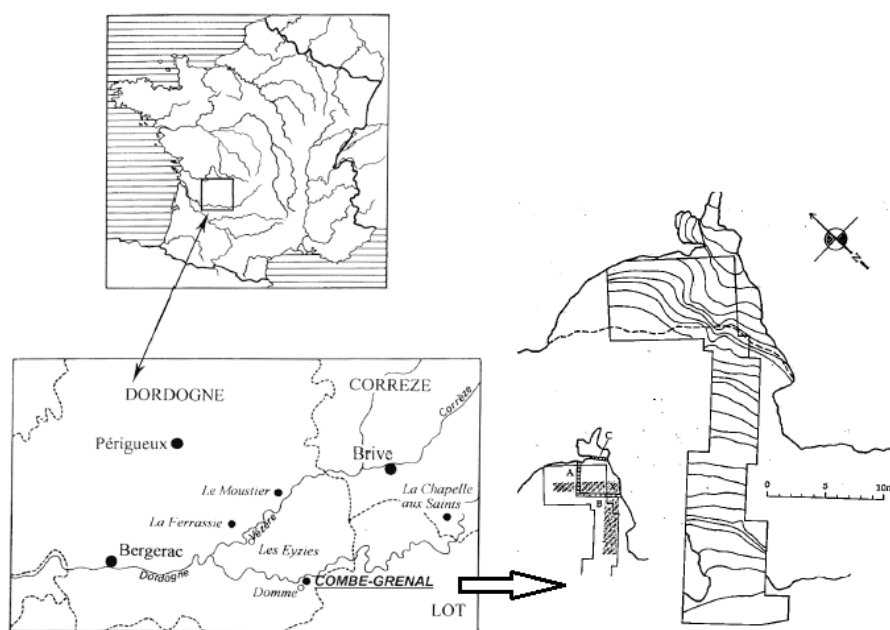 DORDOGNE
CORREZE
Corrèze
Périgueux
Brive
Le Moustier
La Chapelle
aux Saints
La Ferrassie
Vézère
Les Eyzies
Bergerac
Dordogne
COMBE-GRENAL
Domme
LOT
N
C
A
X
B
0 5 10m